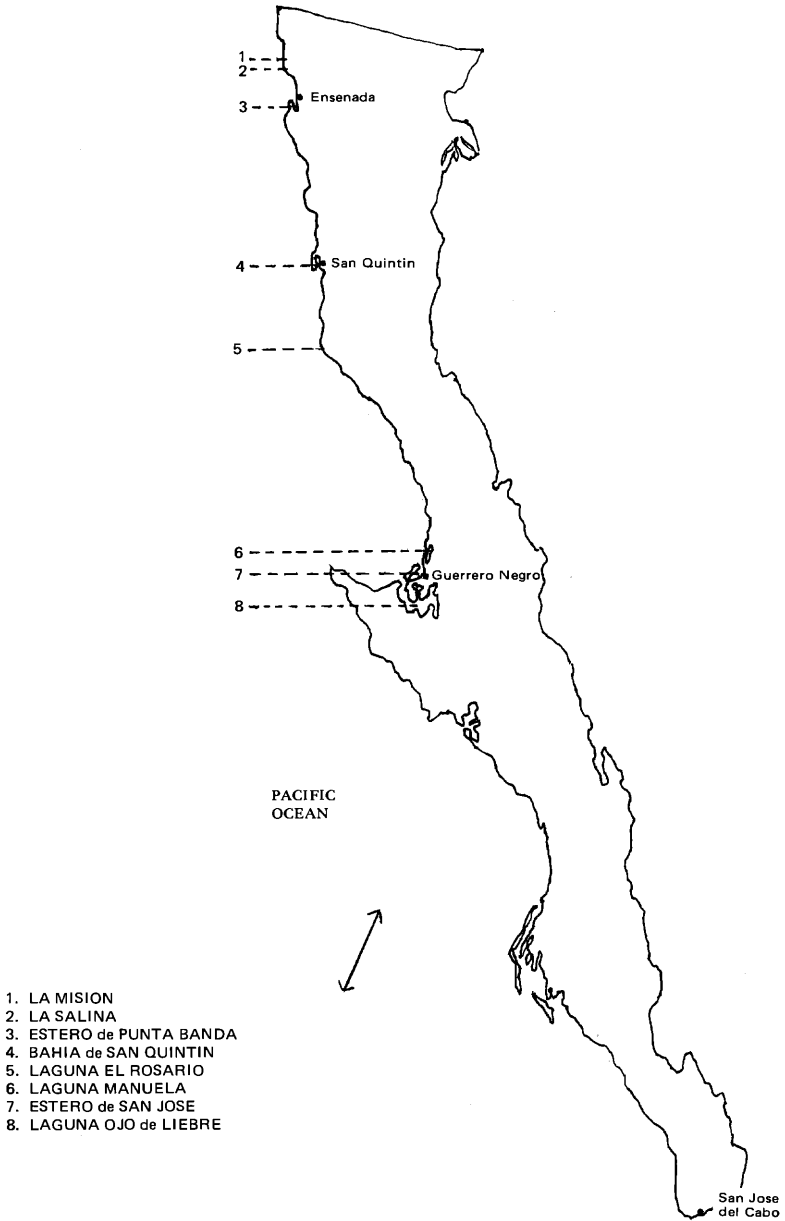 1
2
Ensenada
3
4
San Quintin
5
6
7
Guerrero Negro
8
PACIFIC
OCEAN
1. LA MISION
2. LA SALINA
3. ESTERO de PUNTA BANDA
4. BAHIA de SAN QUINTIN
5. LAGUNA EL ROSARIO
6. LAGUNA MANUELA
7. ESTERO de SAN JOSE
8. LAGUNA OJO de LIEBRE
San Jose
del Cabo